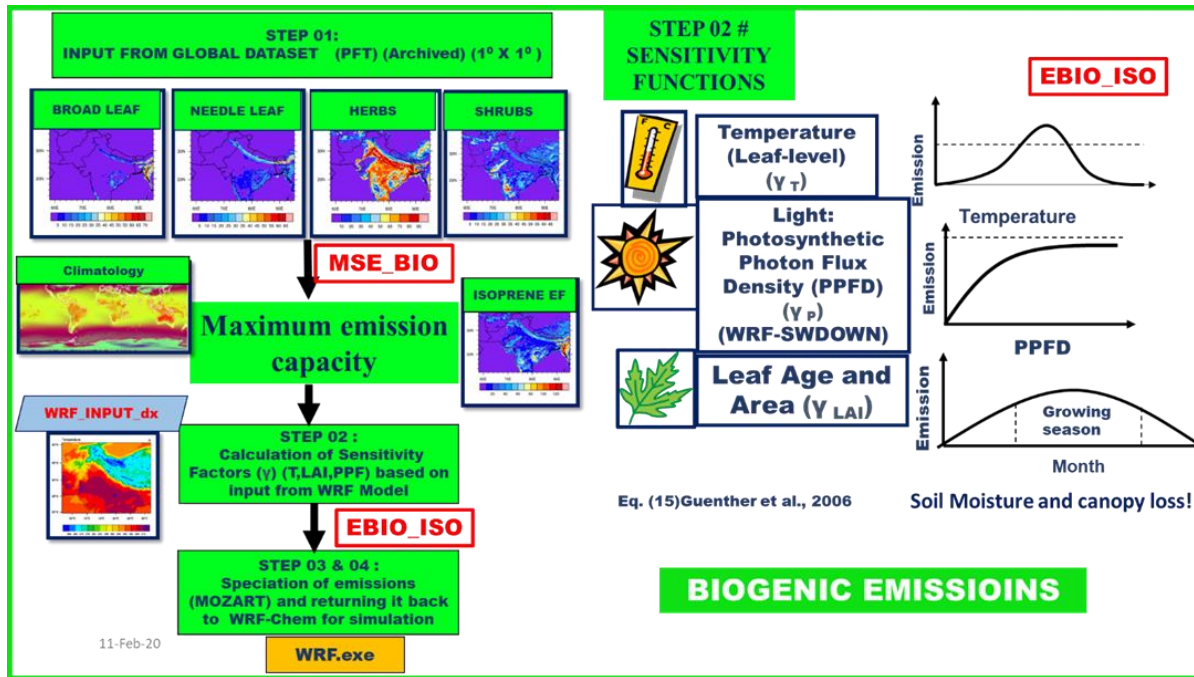 STEP 01:
INPUT FROM GLOBAL DATASET (PFT) (Archived) (1⁰ X 1⁰ )
BROAD LEAF
NEEDLE LEAF
HERBS
SHRUBS
MSE_BIO
Climatology
Maximum emission
capacity
ISOPRENE EF
WRF_INPUT_dx
STEP 02 :
Calculation of Sensitivity
Factors (γ) (T,LAI,PPF) based on
input from WRF Model
EBIO_ISO
STEP 03 & 04 :
Speciation of emissions
(MOZART) and returning it back
to WRF-Chem for simulation
11-Feb-20
WRF.exe
STEP 02 #
SENSITIVITY
FUNCTIONS
F C
Temperature
(Leaf-level)
(γ T)
Light:
Photosynthetic
Photon Flux
Density (PPFD)
(γ P)
(WRF-SWDOWN)
Leaf Age and
Area (γ LAI)
EBIO_ISO
Emission
Temperature
Emission
PPFD
Emission
Growing
season
Month
Eq. (15)Guenther et al., 2006
Soil Moisture and canopy loss!
BIOGENIC EMISSIOINS